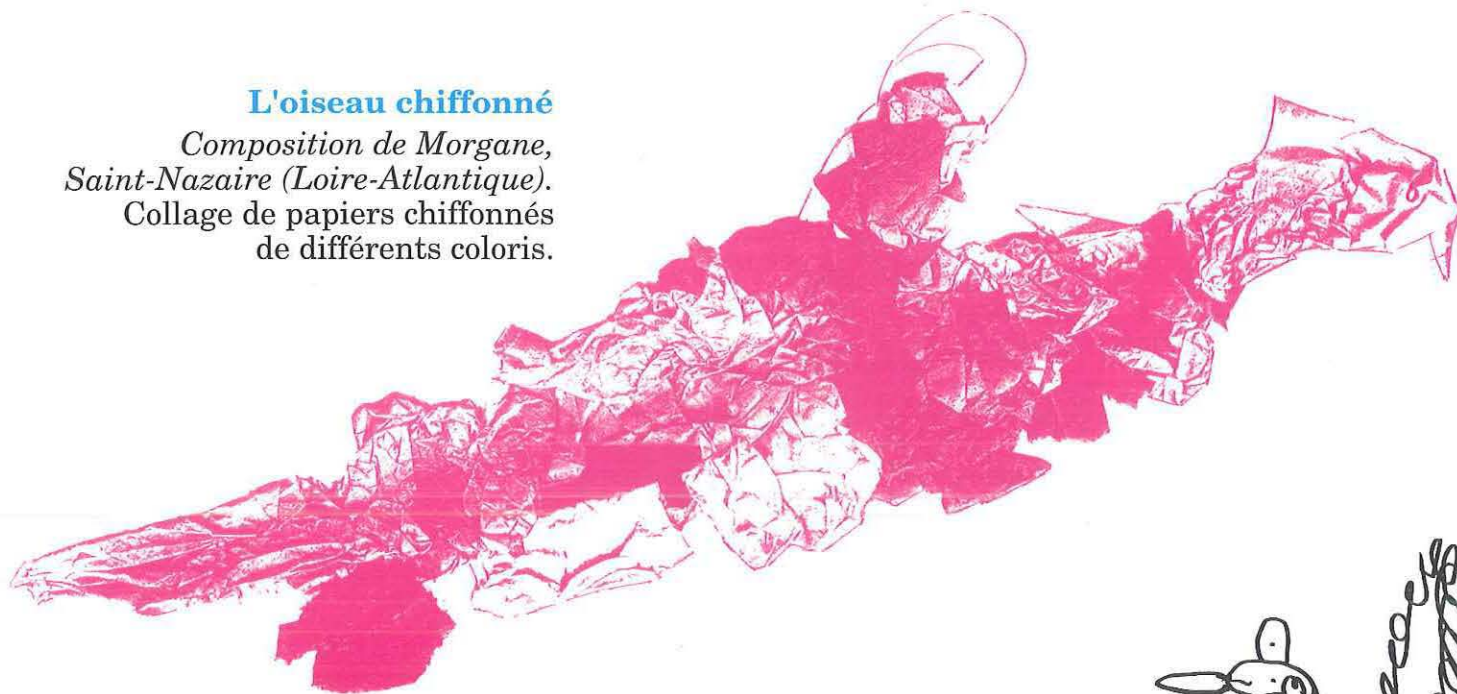 L'oiseau chiffonné
Composition de Morgane,
Saint-Nazaire (Loire-Atlantique).
Collage de papiers chiffonnés
de différents coloris.